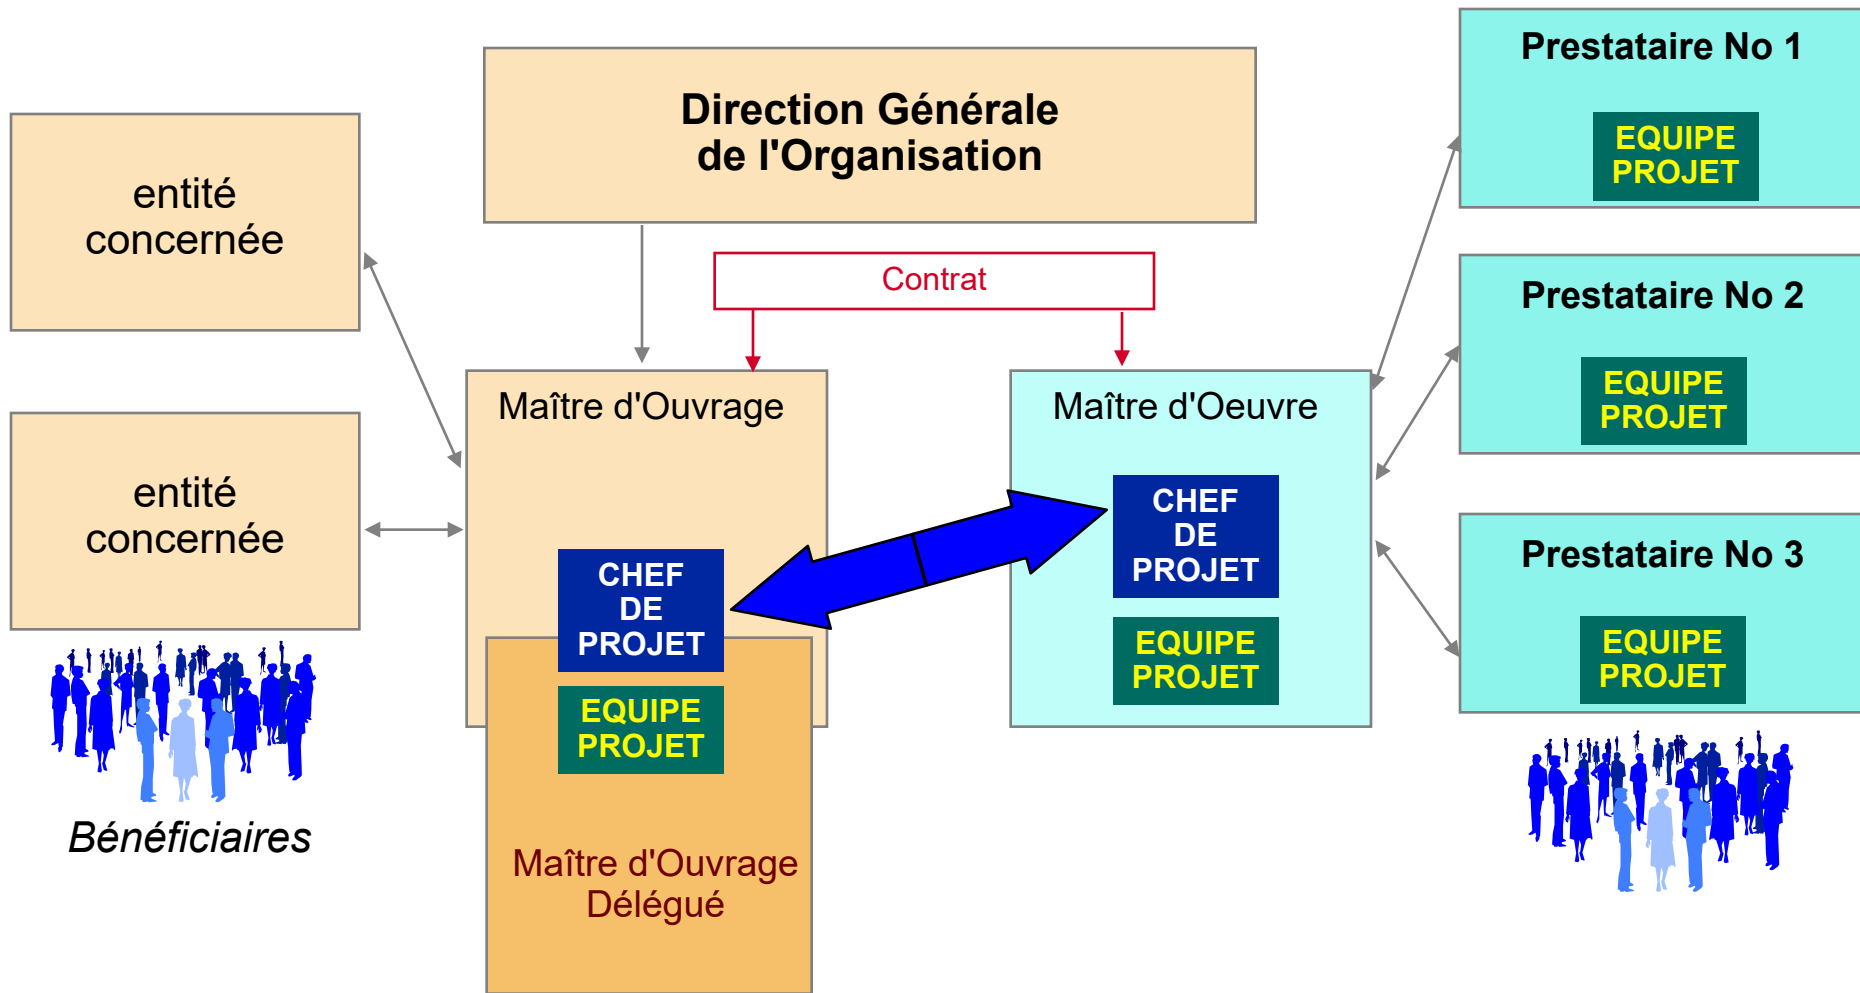 Direction Générale
de l'Organisation
entité
concernée
entité
concernée
Bénéficiaires
Contrat
Maître d'Ouvrage
CHEF
DE
PROJET
EQUIPE
PROJET
Maître d'Ouvrage
Délégué
Maître d'Oeuvre
CHEF
DE
PROJET
EQUIPE
PROJET
Prestataire No 1
EQUIPE
PROJET
Prestataire No 2
EQUIPE
PROJET
Prestataire No 3
EQUIPE
PROJET